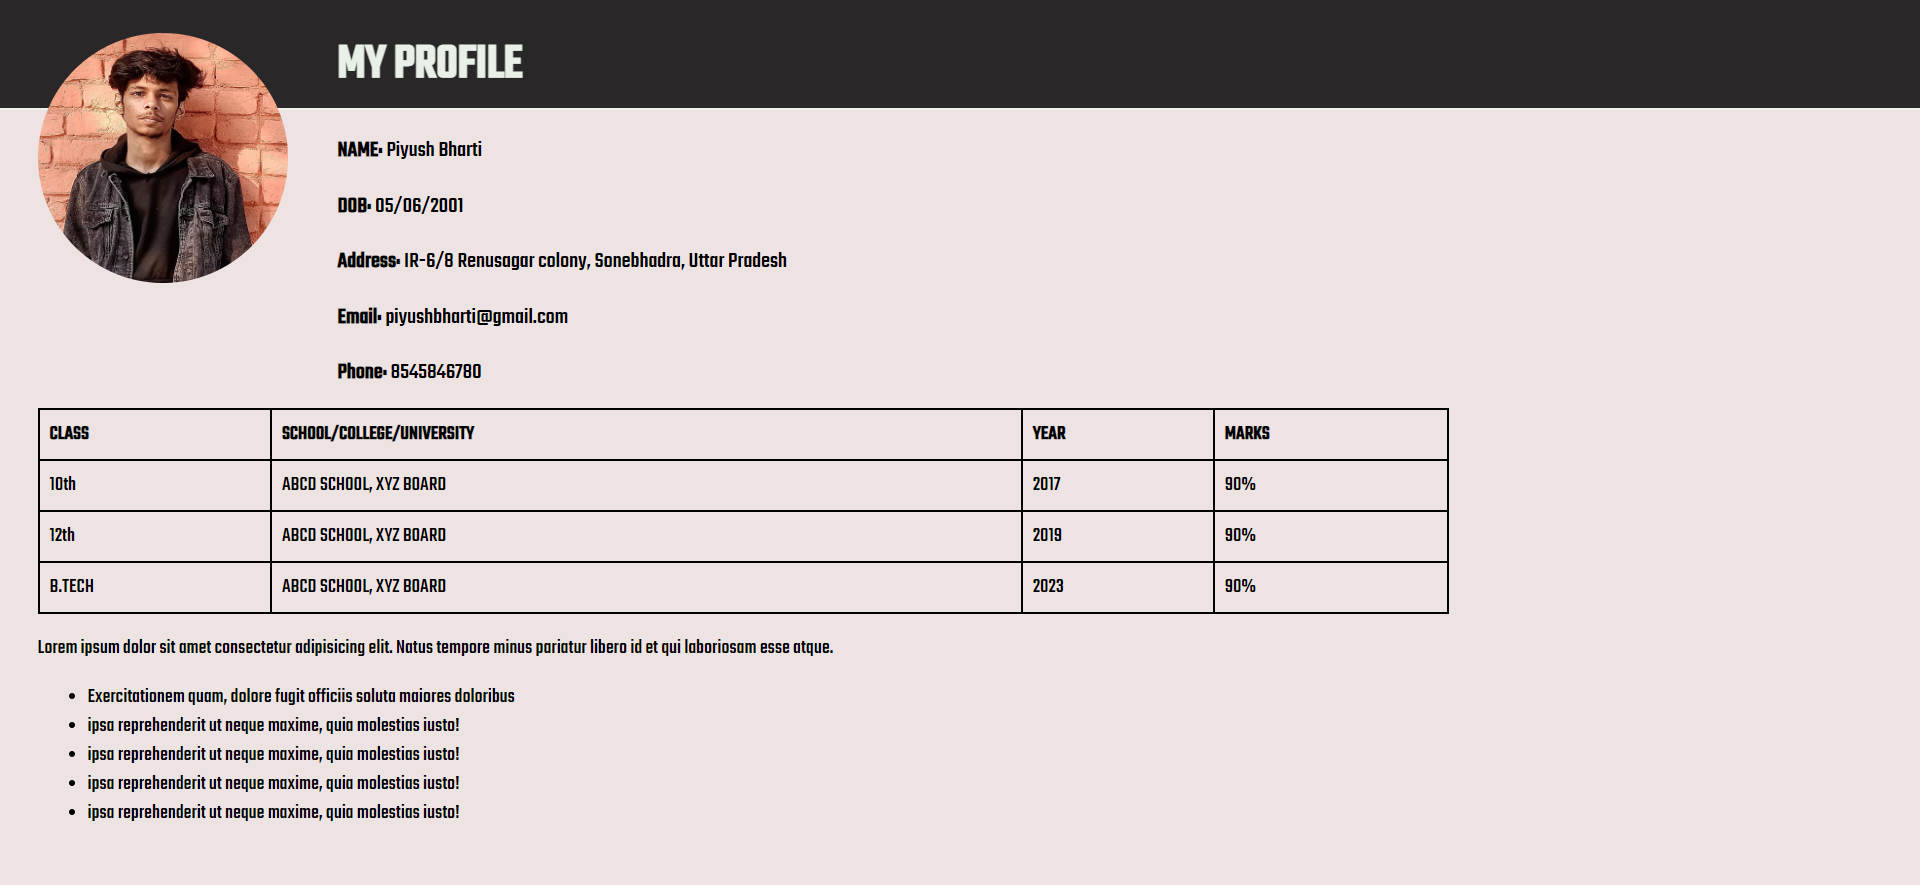 MY PROFILE
NAME: Piyush Bharti
DOB: 05/06/2001
Address: IR-6/8 Renusagar colony, Sonebhadra, Uttar Pradesh
Email: piyushbharti@gmail.com
Phone: 8545846780
CLASS SCHOOL/COLLEGE/UNIVERSITY YEAR MARKS
10th ABCD SCHOOL, XYZ BOARD 2017 90%
12th ABCD SCHOOL, XYZ BOARD 2019 90%
B.TECH ABCD SCHOOL, XYZ BOARD 2023 90%
Lorem ipsum dolor sit amet consectetur adipisicing elit. Natus tempore minus pariatur libero id et qui laboriosam esse atque.
• Exercitationem quam, dolore fugit officiis soluta maiores doloribus
• ipsa reprehenderit ut neque maxime, quia molestias iusto!
• ipsa reprehenderit ut neque maxime, quia molestias iusto!
• ipsa reprehenderit ut neque maxime, quia molestias iusto!
• ipsa reprehenderit ut neque maxime, quia molestias iusto!